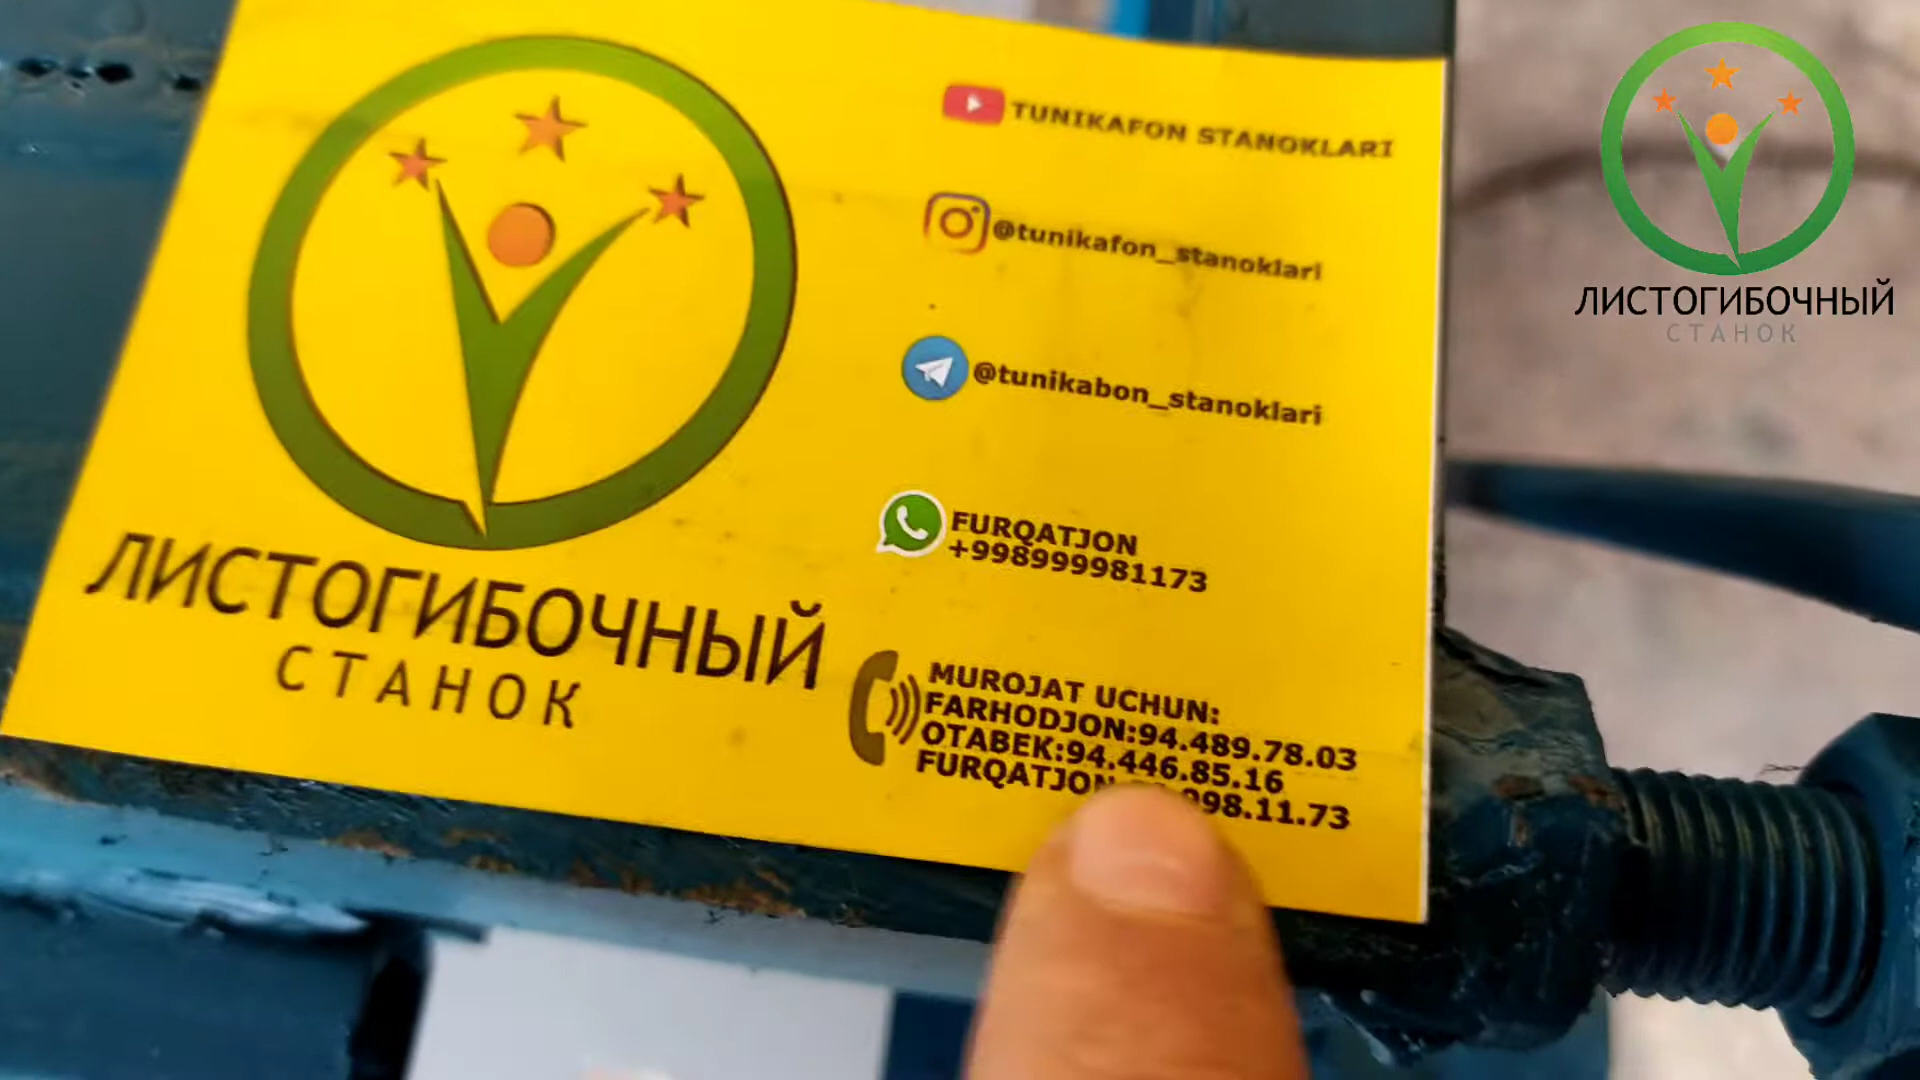 ЛИСТОГИБОЧНЫЙ
СТАНОК
TUNIKAFON STANOKLARI
@tunikafon_stanoklari
@tunikabon_stanoklari
FURQATJON
+998999981173
MUROJAT UCHUN:
FARHODJON:94.489.78.03
OTABEK:94.446.85.16
FURQATJON 998.11.73
ЛИСТОГИБОЧНЫЙ
СТАНОК